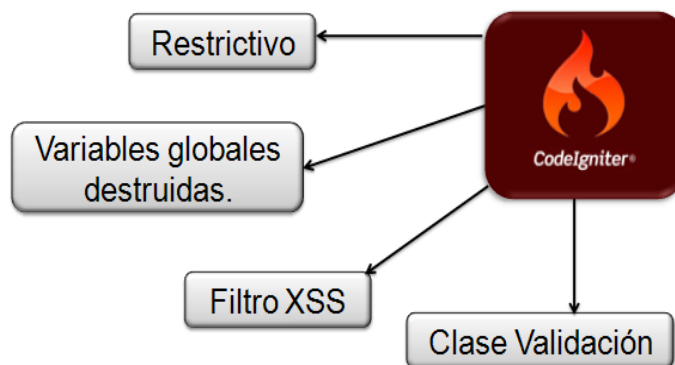 Restrictivo
CodeIgniter®
Variables globales
destruidas.
Filtro XSS
Clase Validación